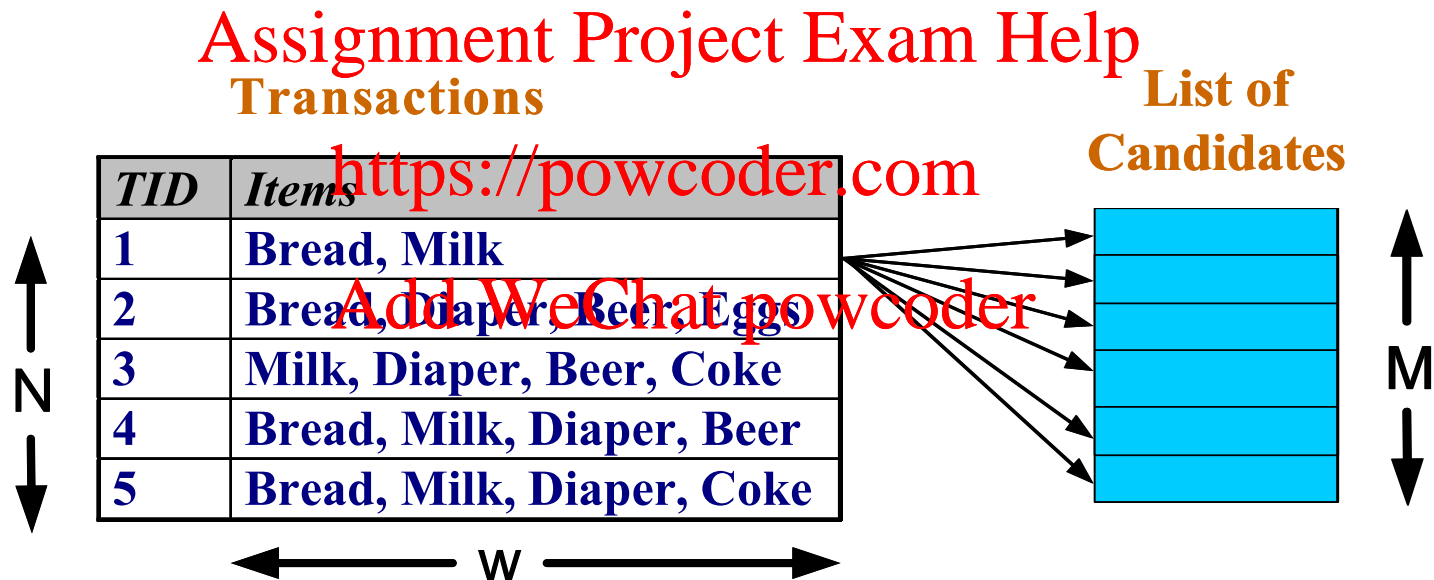 Assignment Project Exam Help
Transactions
List of
Candidates
https://powcoder.com
TID Items
1 Bread, Milk
2 Bread, Diaper, Beer, Eggs
Add WeChat powcoder
3 Milk, Diaper, Beer, Coke
4 Bread, Milk, Diaper, Beer
5 Bread, Milk, Diaper, Coke
N
M
w